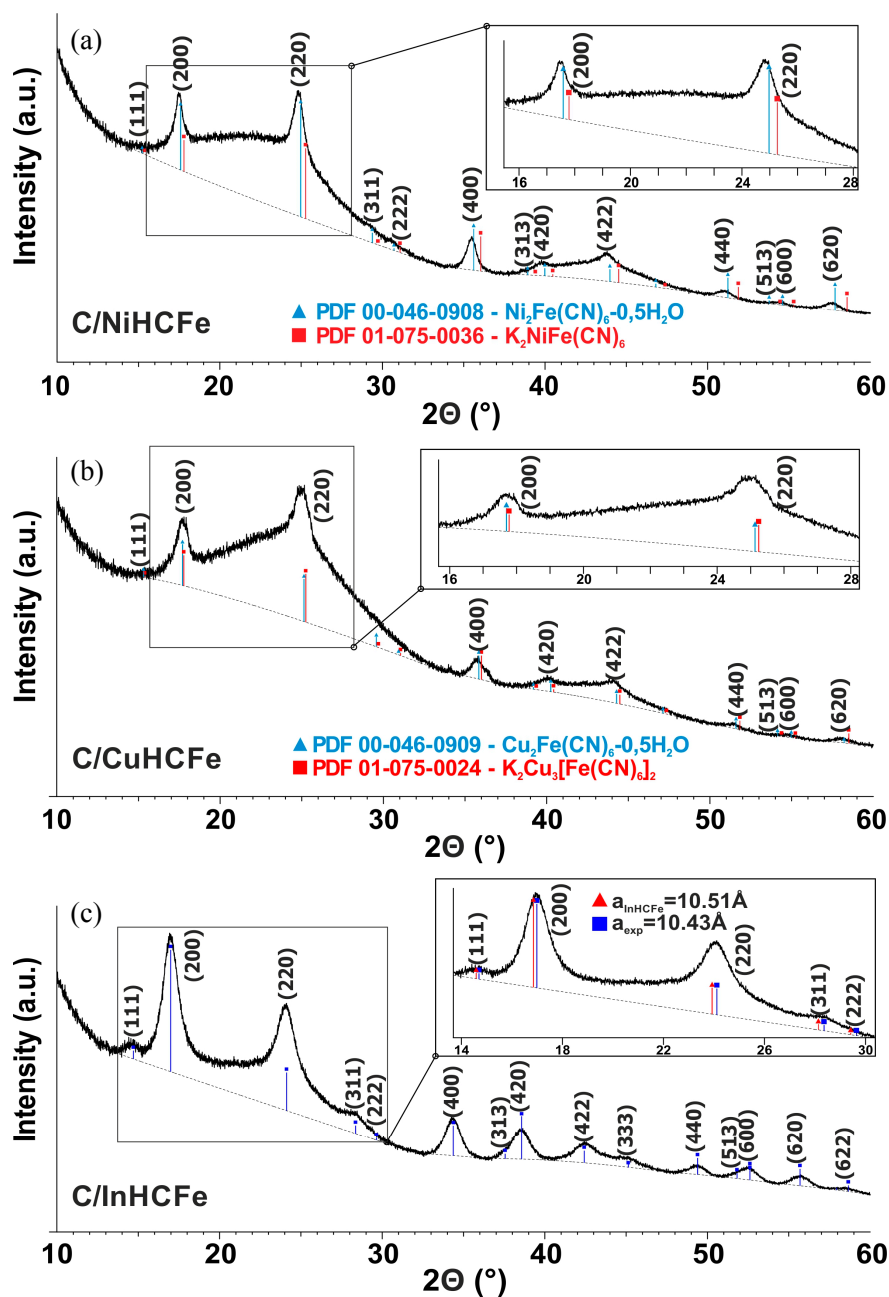 (a)
Intensity (a.u.)
(111)
(200)
(220)
(311)
(222)
(400)
(313)
(420)
(422)
(440)
(513)
(600)
(620)
(200)
(220)
16 20 24 28
C/NiHCFe
▲ PDF 00-046-0908 - Ni₂Fe(CN)₆-0,5H₂O
■ PDF 01-075-0036 - K₂NiFe(CN)₆
10 20 30 40 50 60
2Θ (°)
(b)
Intensity (a.u.)
(111)
(200)
(220)
(400)
(420)
(422)
(440)
(513)
(600)
(620)
(200)
(220)
16 20 24 28
C/CuHCFe
▲ PDF 00-046-0909 - Cu₂Fe(CN)₆-0,5H₂O
■ PDF 01-075-0024 - K₂Cu₃[Fe(CN)₆]₂
10 20 30 40 50 60
2Θ (°)
(c)
Intensity (a.u.)
(111)
(200)
(220)
(311)
(222)
(400)
(313)
(420)
(422)
(333)
(440)
(513)
(600)
(620)
(622)
(111)
(200)
(220)
(311)
(222)
▲ a InHCFe=10.51Å
■ a exp=10.43Å
14 18 22 26 30
C/InHCFe
10 20 30 40 50 60
2Θ (°)